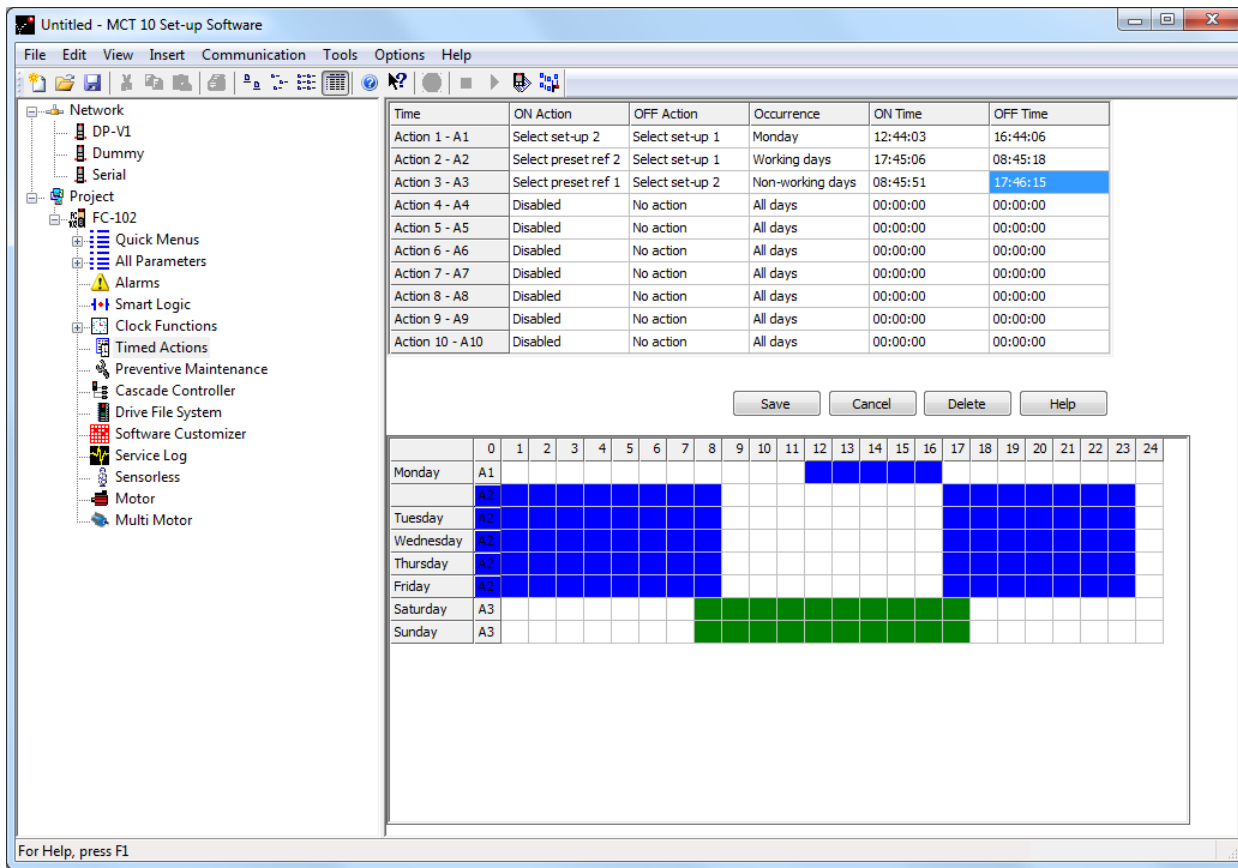 Untitled - MCT 10 Set-up Software
File Edit View Insert Communication Tools Options Help
Network
DP-V1
Dummy
Serial
Project
FC-102
Quick Menus
All Parameters
Alarms
Smart Logic
Clock Functions
Timed Actions
Preventive Maintenance
Cascade Controller
Drive File System
Software Customizer
Service Log
Sensorless
Motor
Multi Motor
Time ON Action OFF Action Occurrence ON Time OFF Time
Action 1 - A1 Select set-up 2 Select set-up 1 Monday 12:44:03 16:44:06
Action 2 - A2 Select preset ref 2 Select set-up 1 Working days 17:45:06 08:45:18
Action 3 - A3 Select preset ref 1 Select set-up 2 Non-working days 08:45:51 17:46:15
Action 4 - A4 Disabled No action All days 00:00:00 00:00:00
Action 5 - A5 Disabled No action All days 00:00:00 00:00:00
Action 6 - A6 Disabled No action All days 00:00:00 00:00:00
Action 7 - A7 Disabled No action All days 00:00:00 00:00:00
Action 8 - A8 Disabled No action All days 00:00:00 00:00:00
Action 9 - A9 Disabled No action All days 00:00:00 00:00:00
Action 10 - A10 Disabled No action All days 00:00:00 00:00:00
Save Cancel Delete Help
0 1 2 3 4 5 6 7 8 9 10 11 12 13 14 15 16 17 18 19 20 21 22 23 24
Monday A1
A2
Tuesday A2
Wednesday A2
Thursday A2
Friday A2
Saturday A3
Sunday A3
For Help, press F1